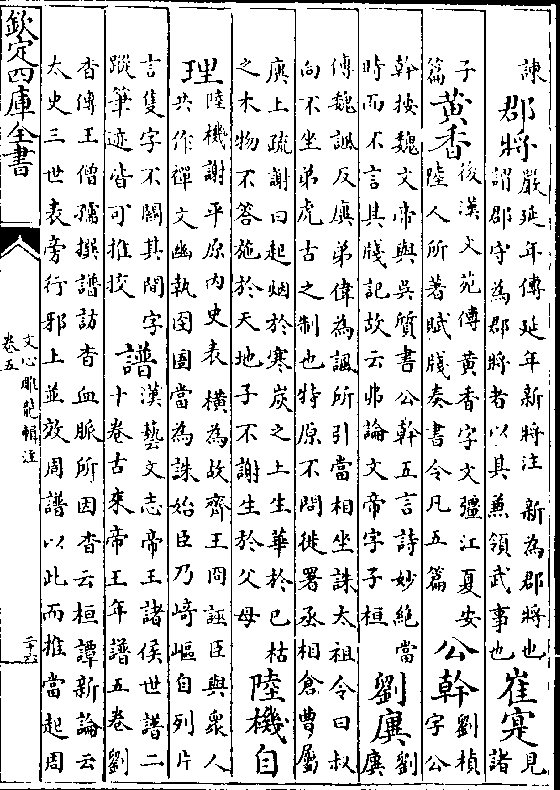 諫
郡將
嚴延年傳延年新將注　新為郡將也
謂郡守為郡將者以其兼領武事也
崔寔
見
諸
子
篇
黃香
後漢文苑傳黃香字文彊江夏安
陸人所著賦牋奏書令凡五篇
公幹
劉楨
字公
幹按魏文帝與吳質書公幹五言詩妙絕當
時而不言其牋記故云弗論文帝字子桓
劉廙
劉
廙
傳魏諷反廙弟偉為諷所引當相坐誅太祖令曰叔
向不坐弟虎古之制也特原不問徙署丞相倉曹屬
廙上疏謝曰起烟於寒炭之上生華於已枯
之木物不答施於天地子不謝生於父母
陸機自
理
陸機謝平原內史表　橫為故齊王冏誣臣與衆人
共作禪文幽執囹圄當為誅始臣乃崎嶇自列片
言隻字不關其間字
蹤筆迹皆可推挍
譜
漢藝文志帝王諸侯世譜二
十卷古來帝王年譜五卷劉
杳傳王僧孺撰譜訪杳血脈所因杳云桓譚新論云
太史三世表旁行邪上並效周譜以此而推當起周
欽定四庫全書
文心雕龍輯注
卷五
二十六